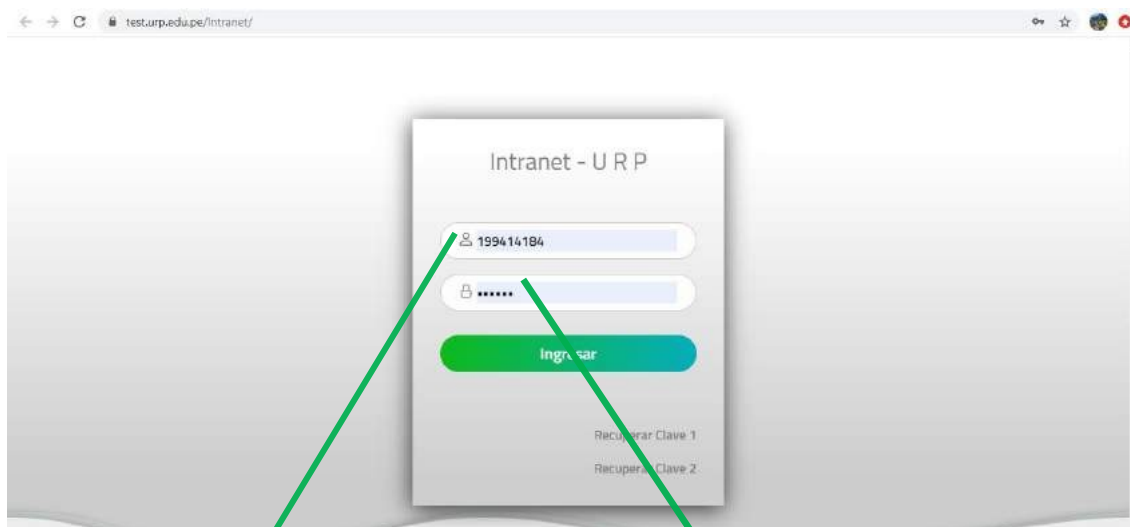 test.urp.edu.pe/Intranet/
Intranet - U R P
199414184
••••••
Ingresar
Recuperar Clave 1
Recuperar Clave 2